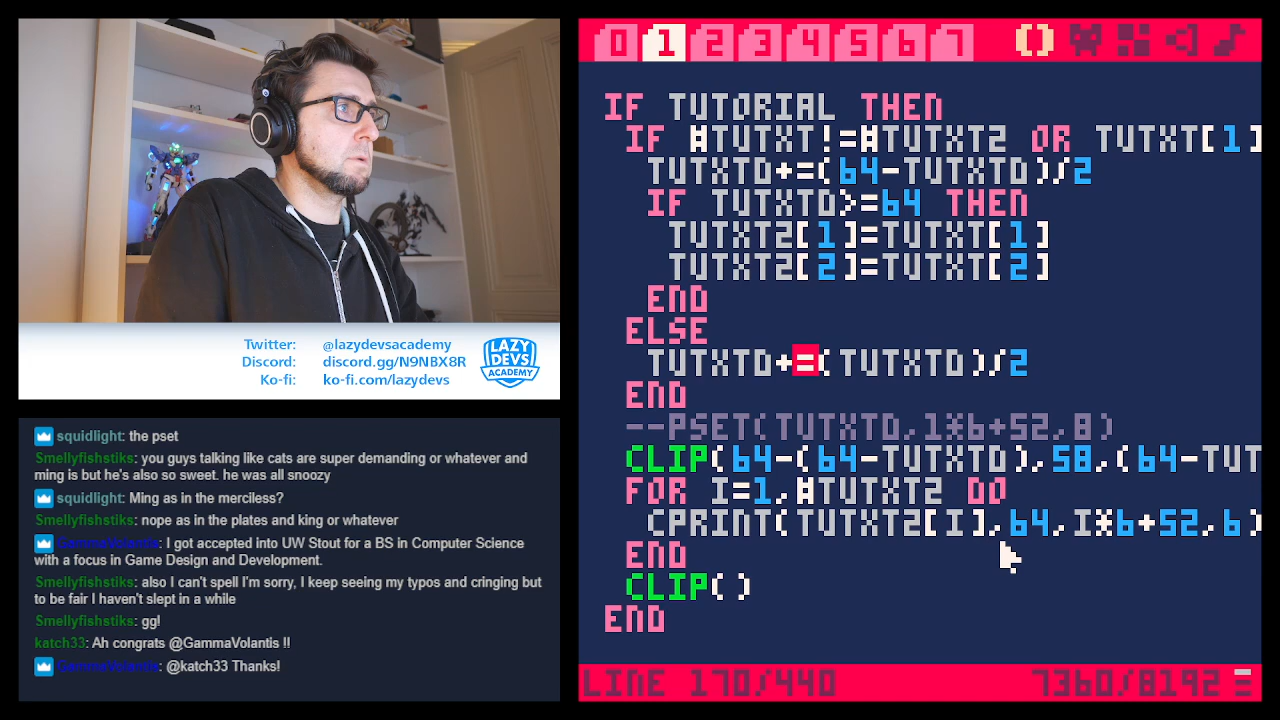 Twitter: @lazydevsacademy
Discord: discord.gg/N9NBX8R
Ko-fi: ko-fi.com/lazydevs
LAZY
DEVS
ACADEMY
squidlight: the pset
Smellyfishstiks: you guys talking like cats are super demanding or whatever and
ming is but he's also so sweet. he was all snoozy
squidlight: Ming as in the merciless?
Smellyfishstiks: nope as in the plates and king or whatever
GammaVolantis: I got accepted into UW Stout for a BS in Computer Science
with a focus in Game Design and Development.
Smellyfishstiks: also I can't spell I'm sorry, I keep seeing my typos and cringing but
to be fair I haven't slept in a while
Smellyfishstiks: gg!
katch33: Ah congrats @GammaVolantis !!
GammaVolantis: @katch33 Thanks!
0 1 2 3 4 5 6 7 ()
IF TUTORIAL THEN
IF #TUTXT!=#TUTXT2 OR TUTXT[1]
TUTXTO+=(64-TUTXTO)/2
IF TUTXTO>=64 THEN
TUTXT2[1]=TUTXT[1]
TUTXT2[2]=TUTXT[2]
END
ELSE
TUTXTO+=(TUTXTO)/2
END
--PSET(TUTXTO,1*6+52,8)
CLIP(64-(64-TUTXTO),58,(64-TUT
FOR I=1,#TUTXT2 DO
CPRINT(TUTXT2[I],64,I*6+52,6)
END
CLIP()
END
LINE 170/440 7360/8192